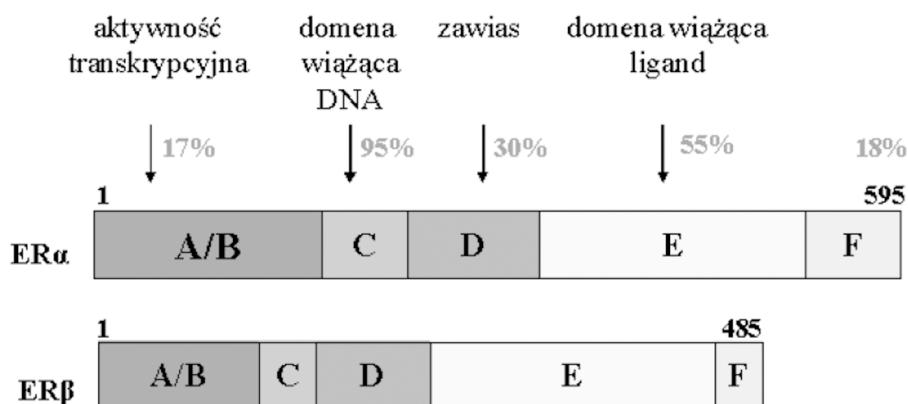 aktywność transkrypcyjna
domena wiążąca DNA
zawias
domena wiążąca ligand
17%
95%
30%
55%
18%
1
595
ERα
A/B
C
D
E
F
1
485
ERβ
A/B
C
D
E
F